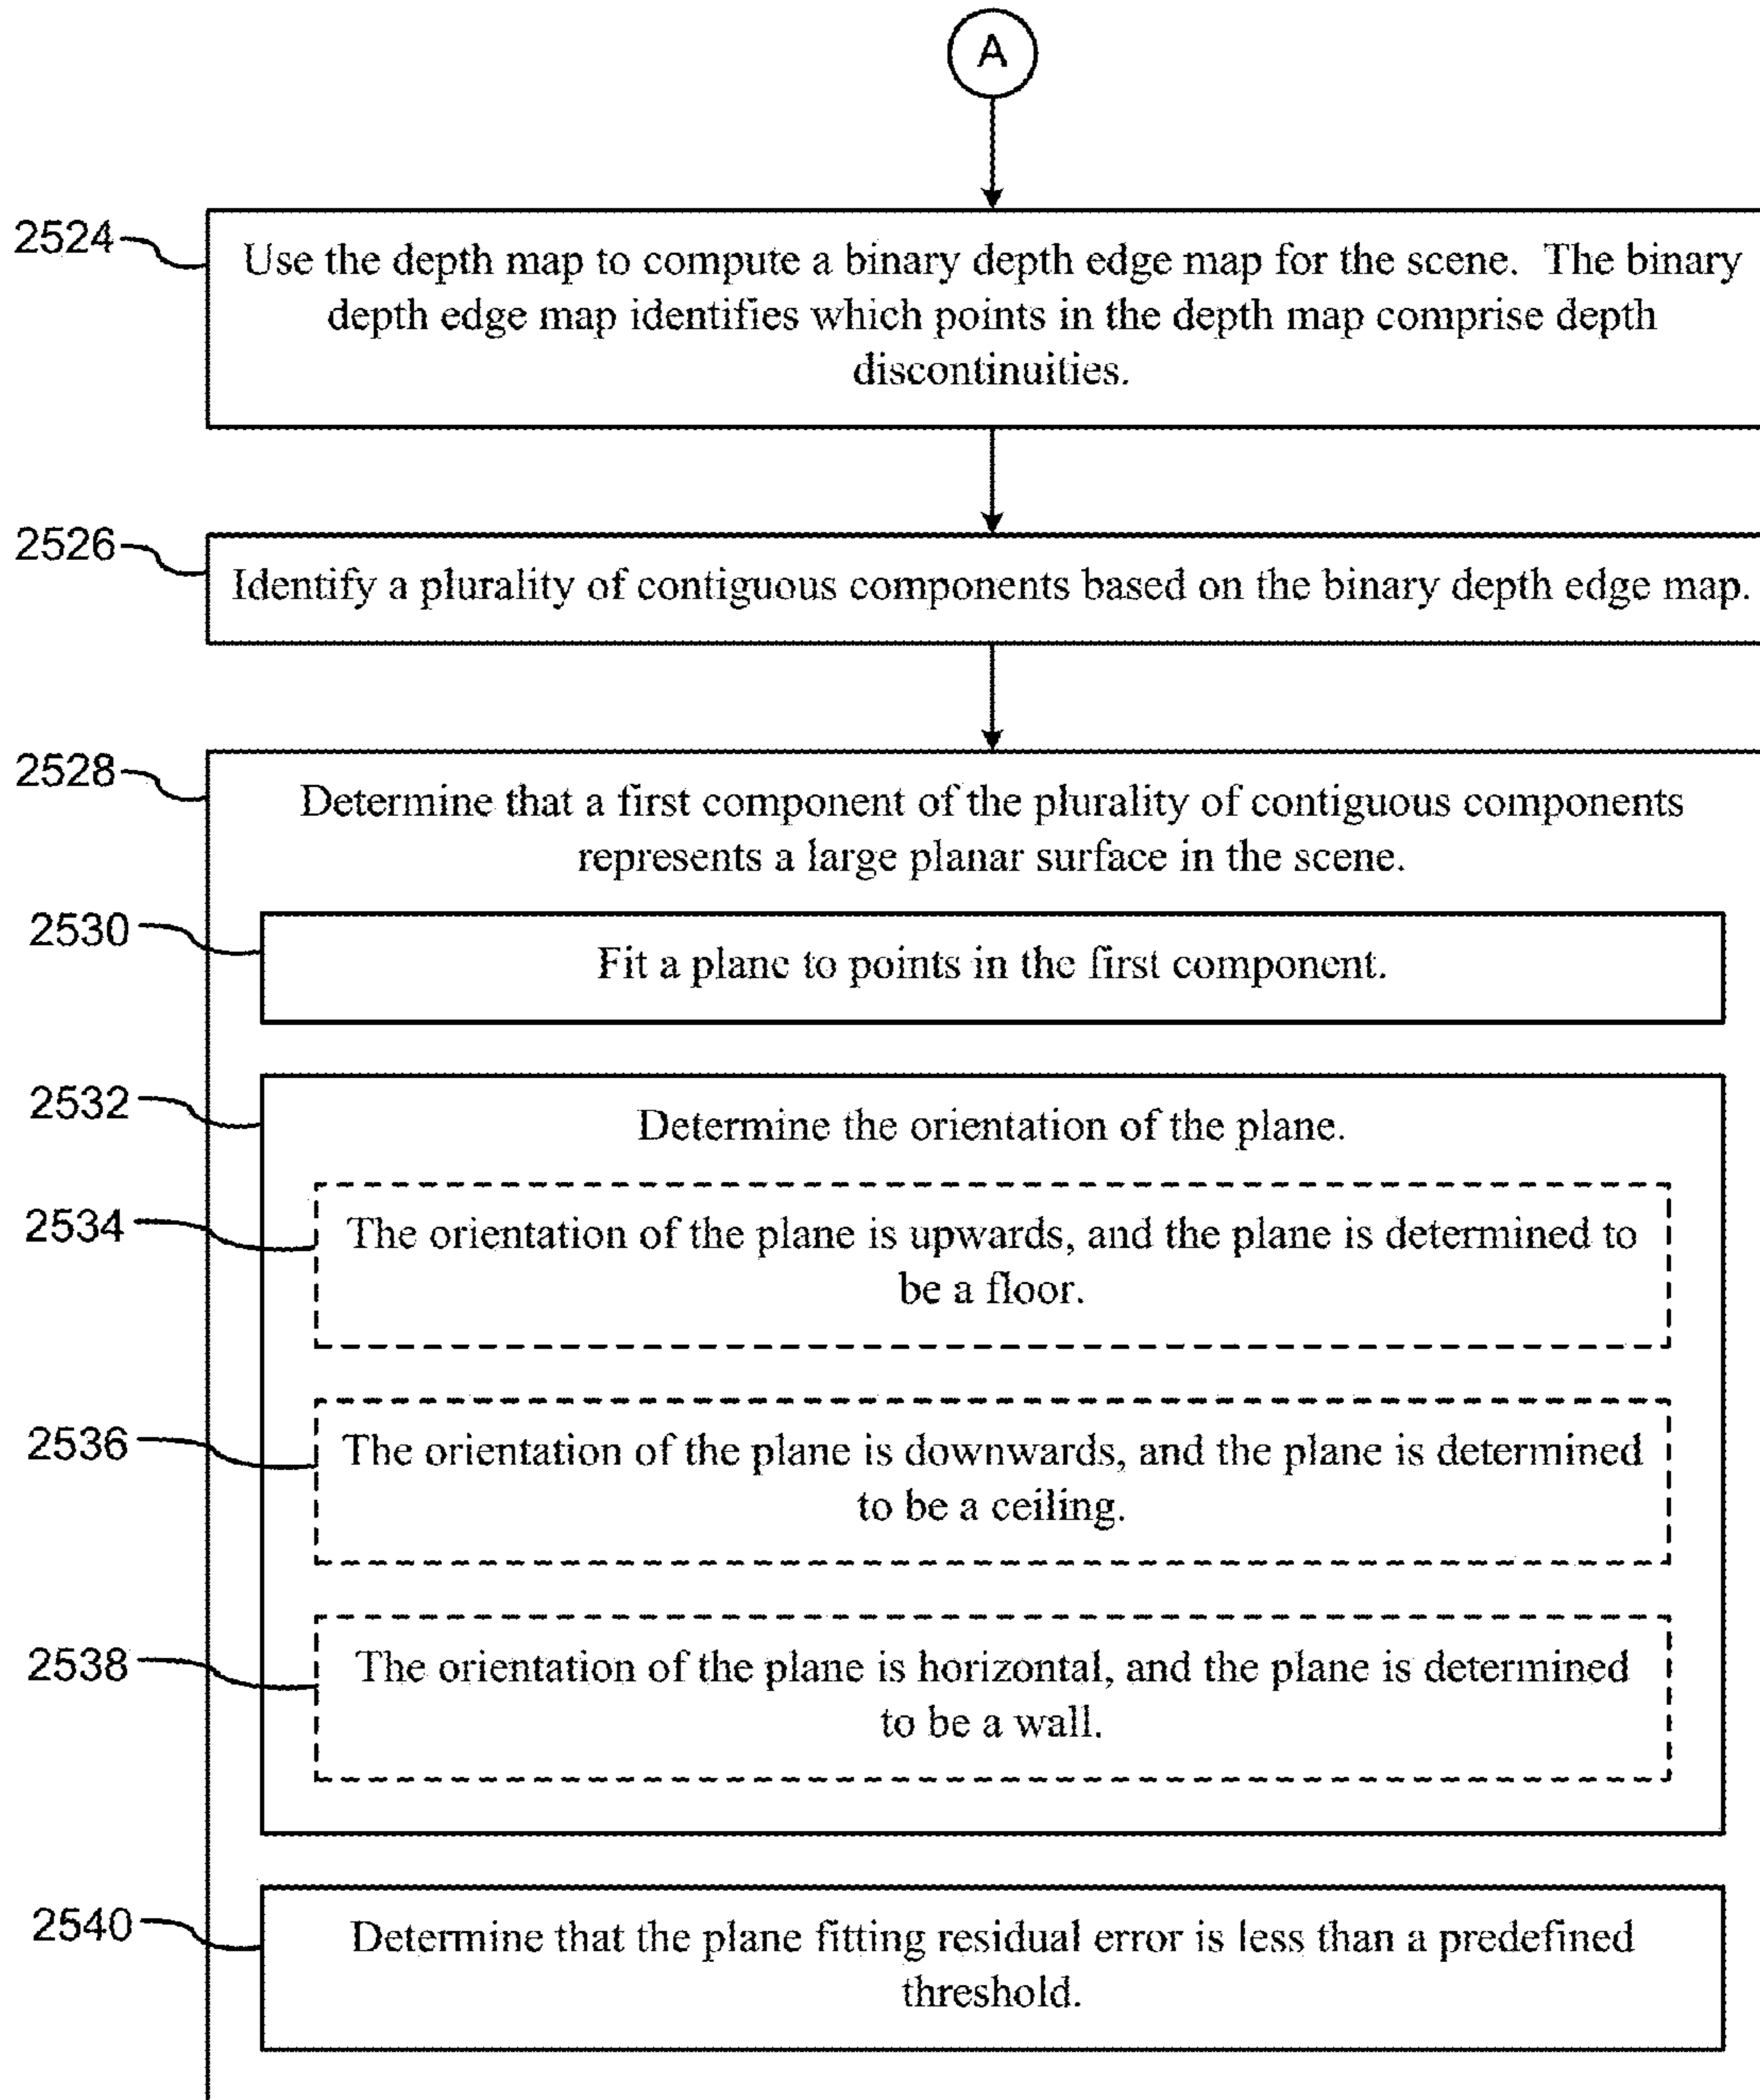 A
2524
Use the depth map to compute a binary depth edge map for the scene. The binary
depth edge map identifies which points in the depth map comprise depth
discontinuities.
2526
Identify a plurality of contiguous components based on the binary depth edge map.
2528
Determine that a first component of the plurality of contiguous components
represents a large planar surface in the scene.
2530
Fit a plane to points in the first component.
2532
Determine the orientation of the plane.
2534
The orientation of the plane is upwards, and the plane is determined to
be a floor.
2536
The orientation of the plane is downwards, and the plane is determined
to be a ceiling.
2538
The orientation of the plane is horizontal, and the plane is determined
to be a wall.
2540
Determine that the plane fitting residual error is less than a predefined
threshold.